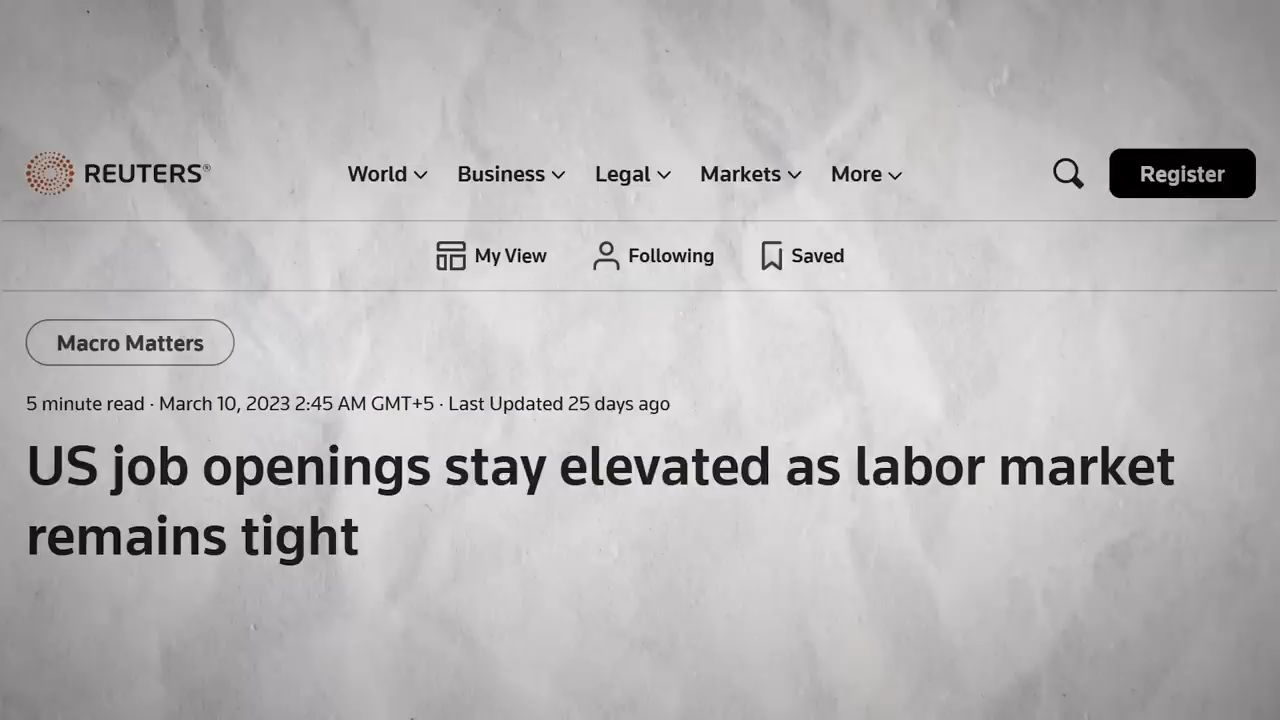 REUTERS® World Business Legal Markets More Register
My View Following Saved
Macro Matters
5 minute read · March 10, 2023 2:45 AM GMT+5 · Last Updated 25 days ago
US job openings stay elevated as labor market
remains tight